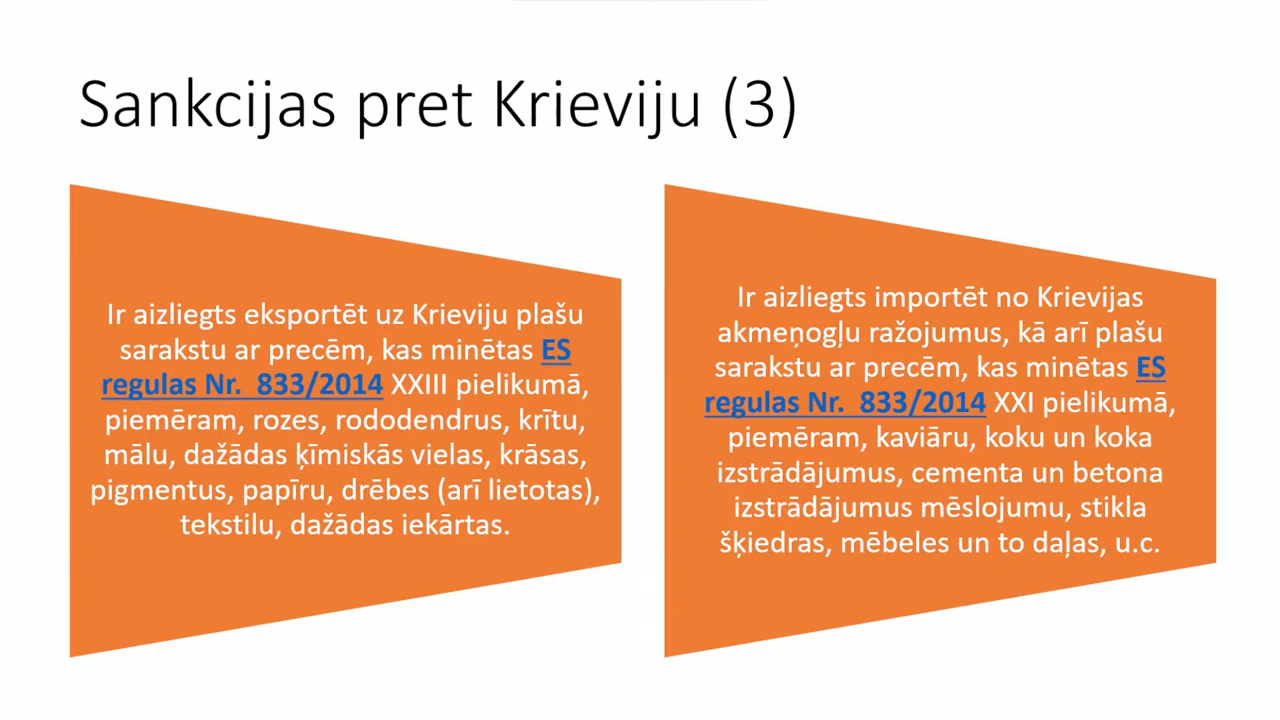 Sankcijas pret Krieviju (3)
Ir aizliegts eksportēt uz Krieviju plašu
sarakstu ar precēm, kas minētas ES
regulas Nr.  833/2014 XXIII pielikumā,
piemēram, rozes, rododendrus, krītu,
mālu, dažādas ķīmiskās vielas, krāsas,
pigmentus, papīru, drēbes (arī lietotas),
tekstilu, dažādas iekārtas.
Ir aizliegts importēt no Krievijas
akmeņogļu ražojumus, kā arī plašu
sarakstu ar precēm, kas minētas ES
regulas Nr.  833/2014 XXI pielikumā,
piemēram, kaviāru, koku un koka
izstrādājumus, cementa un betona
izstrādājumus mēslojumu, stikla
šķiedras, mēbeles un to daļas, u.c.